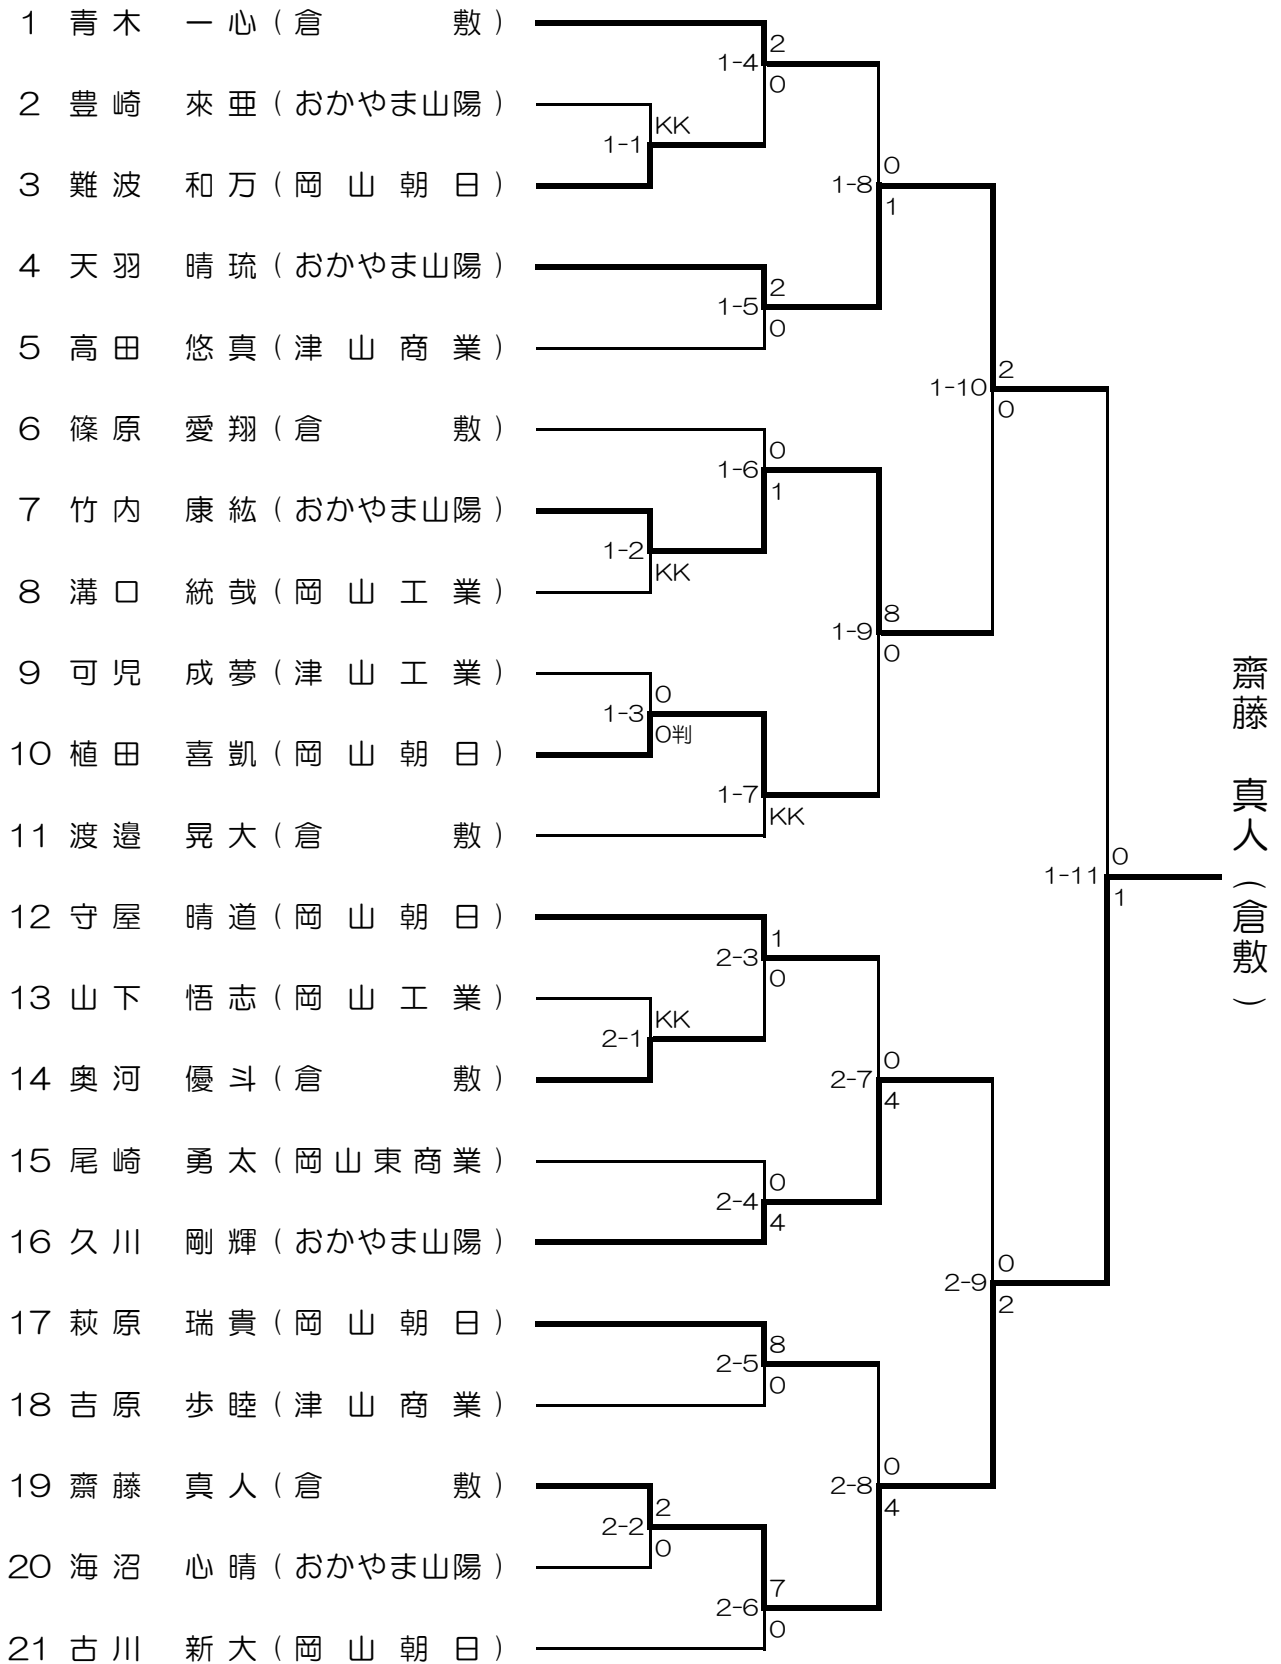 1 青木 一心(倉敷)
2
1-4
0
2 豊崎 來亜(おかやま山陽)
KK
1-1
3 難波 和万(岡山朝日)
0
1-8
1
4 天羽 晴琉(おかやま山陽)
2
1-5
0
5 高田 悠真(津山商業)
2
1-10
0
6 篠原 愛翔(倉敷)
0
1-6
1
7 竹内 康紘(おかやま山陽)
1-2
KK
8 溝口 統哉(岡山工業)
8
1-9
0
9 可児 成夢(津山工業)
0
1-3
0判
10 植田 喜凱(岡山朝日)
1-7
KK
11 渡邉 晃大(倉敷)
0
1-11
1
齋藤 真人(倉敷)
12 守屋 晴道(岡山朝日)
1
2-3
0
13 山下 悟志(岡山工業)
KK
2-1
14 奥河 優斗(倉敷)
0
2-7
4
15 尾崎 勇太(岡山東商業)
0
2-4
4
16 久川 剛輝(おかやま山陽)
0
2-9
2
17 萩原 瑞貴(岡山朝日)
8
2-5
0
18 吉原 歩睦(津山商業)
0
2-8
4
19 齋藤 真人(倉敷)
2
2-2
0
20 海沼 心晴(おかやま山陽)
7
2-6
0
21 古川 新大(岡山朝日)